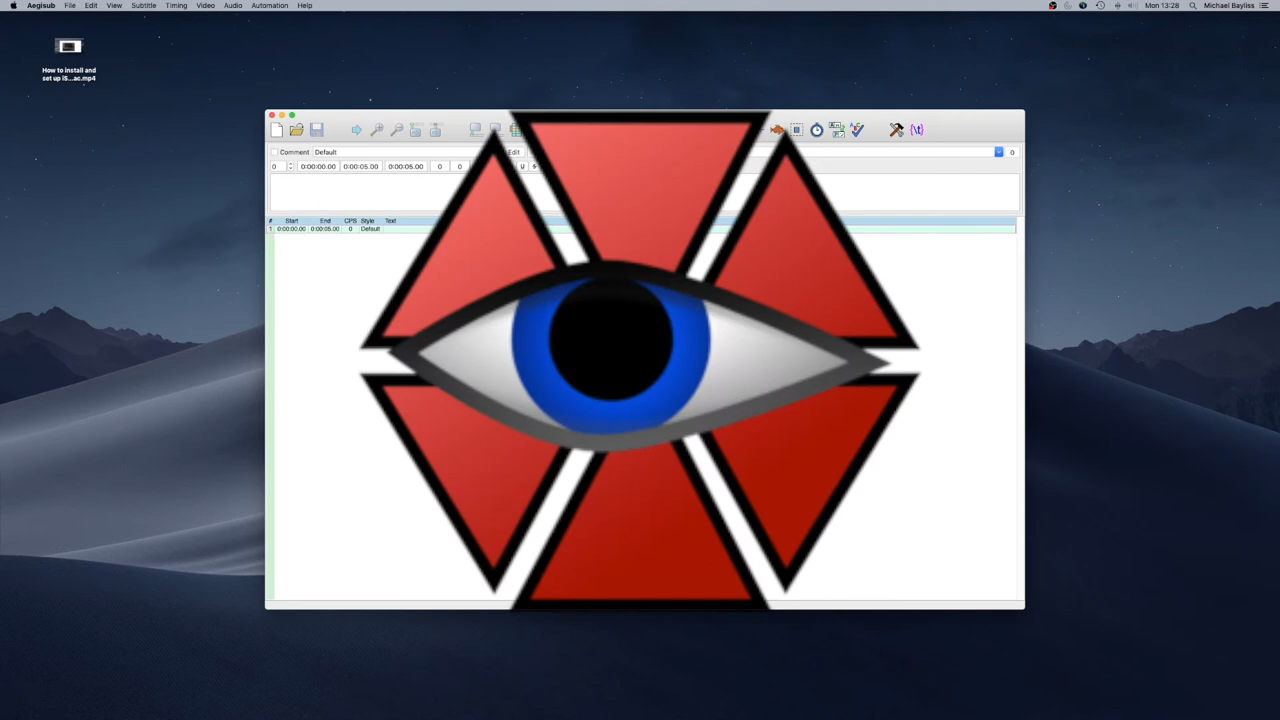 Aegisub File Edit View Subtitle Timing Video Audio Automation Help Mon 13:28 Michael Bayliss
How to install and
set up iS...ac.mp4
Comment Default Edit 0
0 0:00:00.00 0:00:05.00 0:00:05.00 0 0 U
# Start End CPS Style Text
1 0:00:00.00 0:00:05.00 0 Default